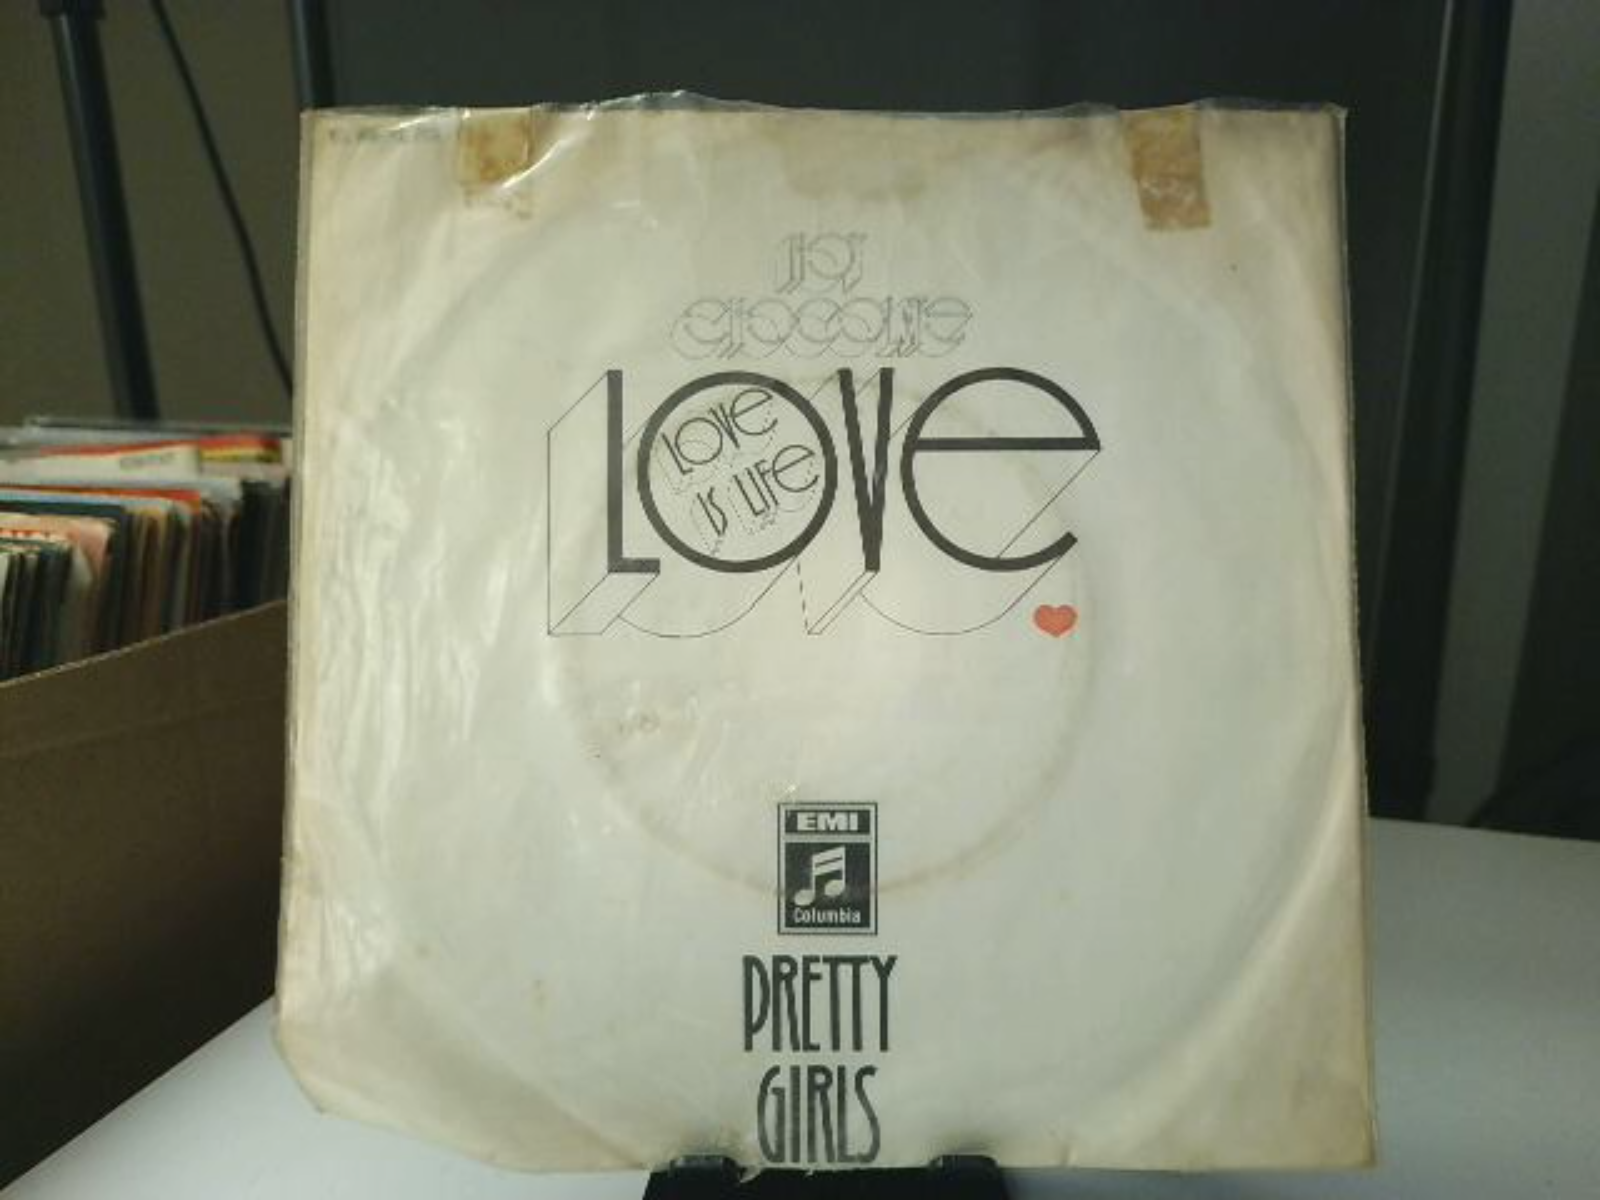 HOT
CHOCOLATE
LOVE
LOVE
IS LIFE
EMI
Columbia
PRETTY
GIRLS